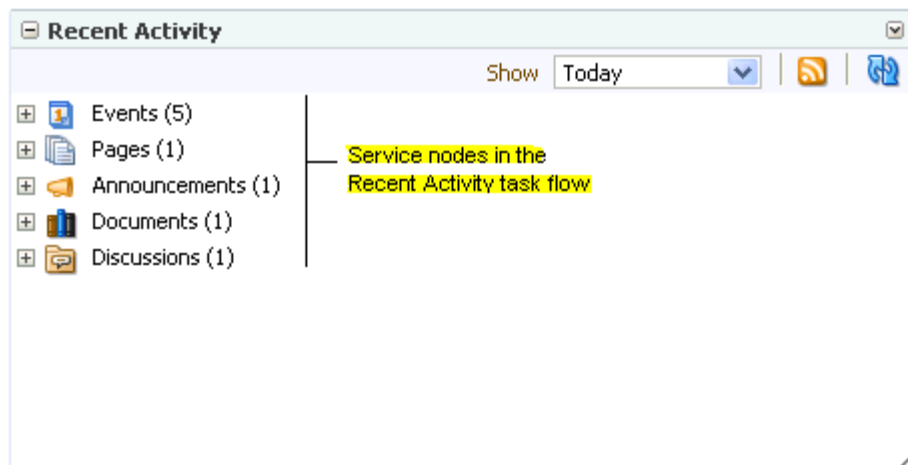 Recent Activity
Show Today
Events (5)
Pages (1)
Service nodes in the
Announcements (1)
Recent Activity task flow
Documents (1)
Discussions (1)